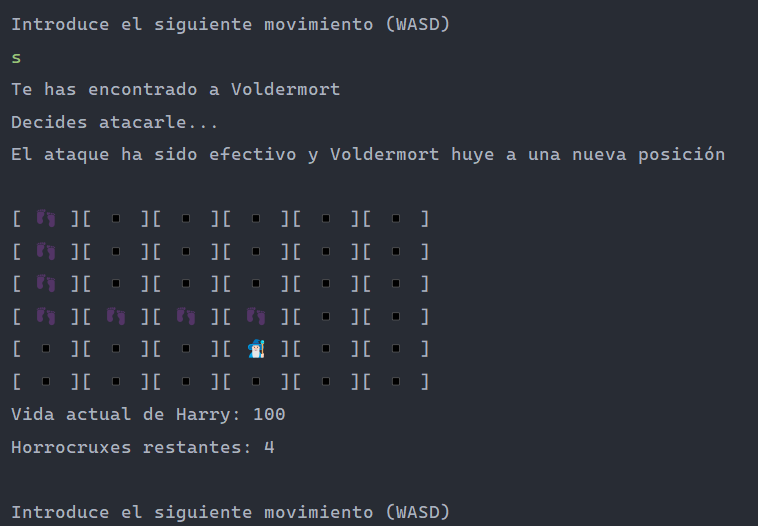 Introduce el siguiente movimiento (WASD)
s
Te has encontrado a Voldermort
Decides atacarle...
El ataque ha sido efectivo y Voldermort huye a una nueva posición
[ 👣 ][ ▪ ][ ▪ ][ ▪ ][ ▪ ][ ▪ ]
[ 👣 ][ ▪ ][ ▪ ][ ▪ ][ ▪ ][ ▪ ]
[ 👣 ][ ▪ ][ ▪ ][ ▪ ][ ▪ ][ ▪ ]
[ 👣 ][ 👣 ][ 👣 ][ 👣 ][ ▪ ][ ▪ ]
[ ▪ ][ ▪ ][ ▪ ][ 🧙 ][ ▪ ][ ▪ ]
[ ▪ ][ ▪ ][ ▪ ][ ▪ ][ ▪ ][ ▪ ]
Vida actual de Harry: 100
Horrocruxes restantes: 4
Introduce el siguiente movimiento (WASD)